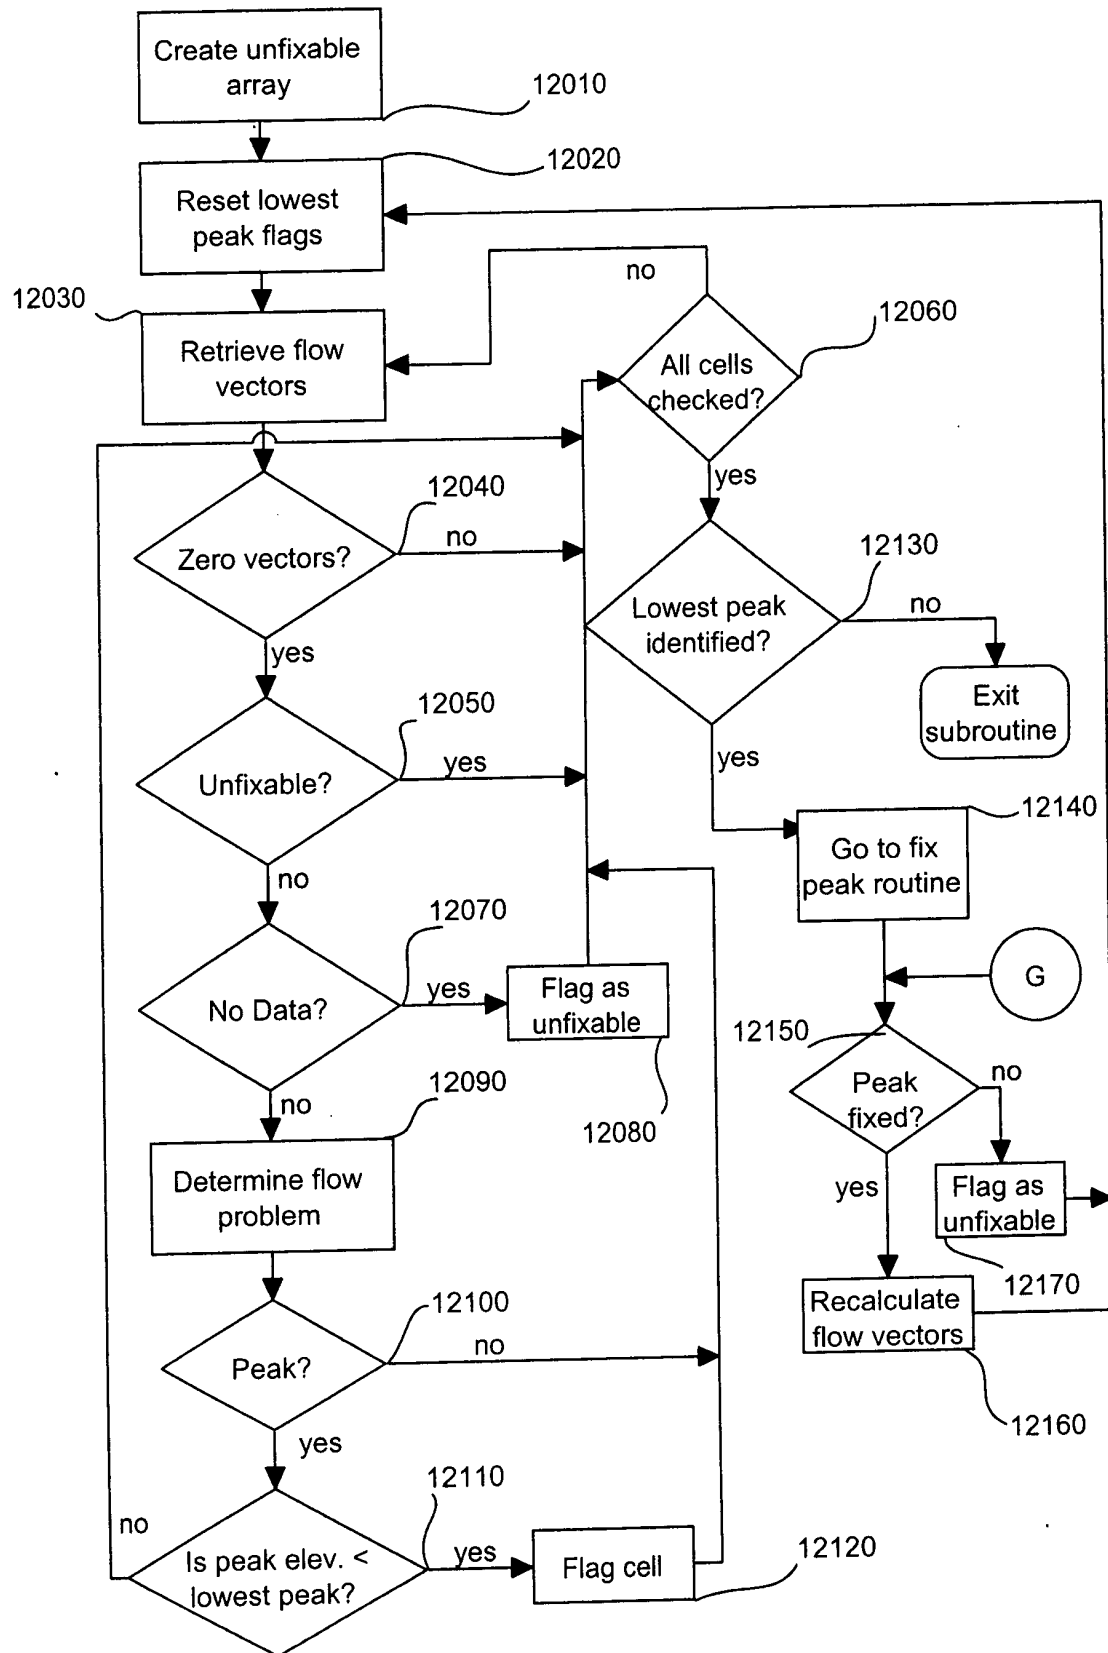 Create unfixable
array
12010
12020
Reset lowest
peak flags
no
12030
12060
Retrieve flow
vectors
All cells
checked?
yes
12040
Zero vectors?
no
12130
Lowest peak
identified?
no
yes
Exit
subroutine
12050
Unfixable?
yes
yes
12140
Go to fix
peak routine
no
12070
No Data?
yes
Flag as
unfixable
G
12150
12080
Peak
fixed?
no
no
12090
Determine flow
problem
yes
Flag as
unfixable
12170
Recalculate
flow vectors
12160
12100
Peak?
no
yes
12110
no
Is peak elev. <
lowest peak?
yes
Flag cell
12120